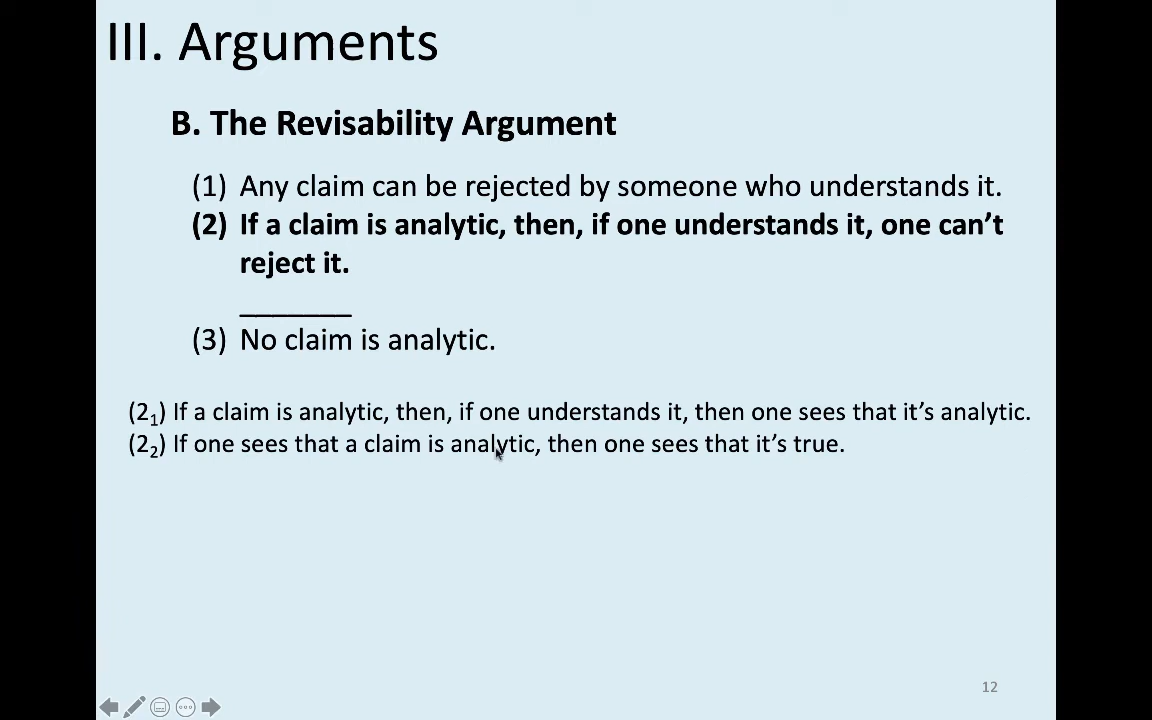 III. Arguments
B. The Revisability Argument
(1) Any claim can be rejected by someone who understands it.
(2) If a claim is analytic, then, if one understands it, one can’t
reject it.
_______
(3) No claim is analytic.
(2₁) If a claim is analytic, then, if one understands it, then one sees that it’s analytic.
(2₂) If one sees that a claim is analytic, then one sees that it’s true.
12